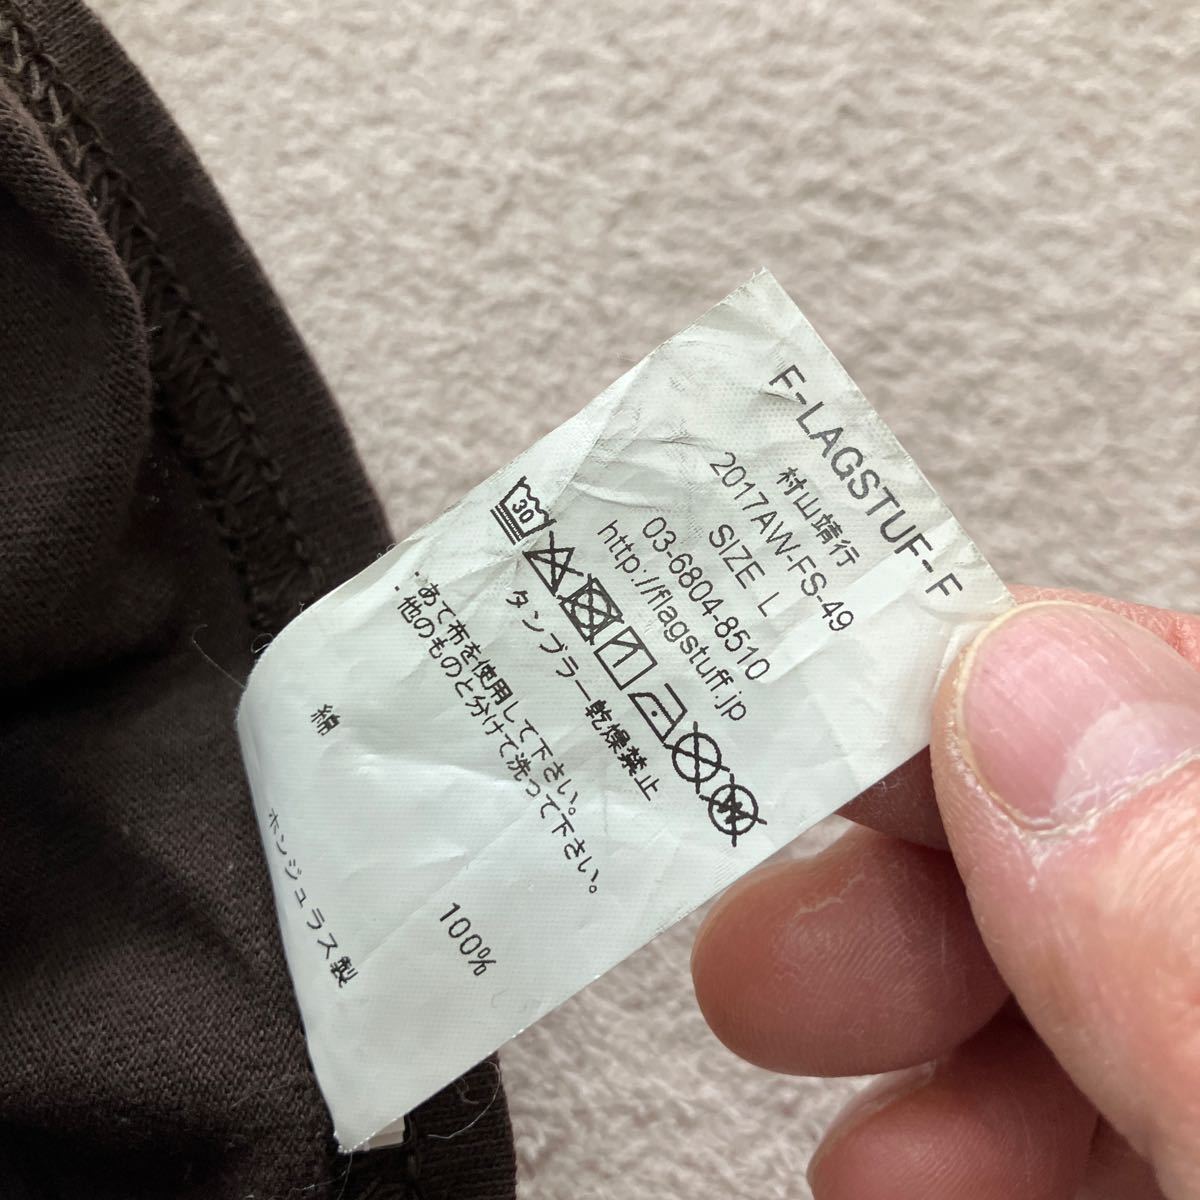 F-LAGSTUF-F
村山靖行
2017AW-FS-49
SIZE L
03-6804-8510
http://flagstuff.jp
30
タンブラー乾燥禁止
・あて布を使用して下さい。
・他のものと分けて洗って下さい。
綿 100%
ホンジュラス製